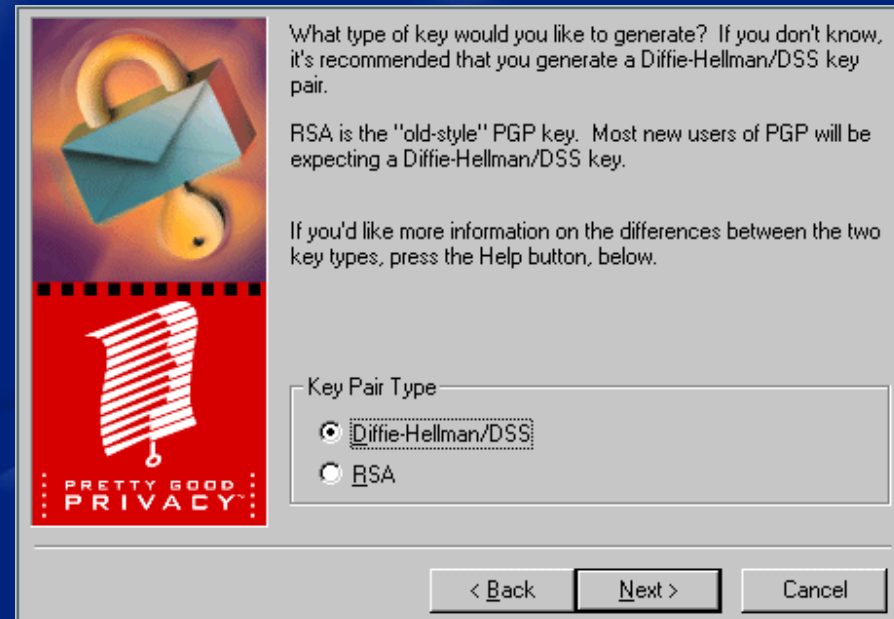 What type of key would you like to generate?  If you don't know,
it's recommended that you generate a Diffie-Hellman/DSS key
pair.
RSA is the "old-style" PGP key.  Most new users of PGP will be
expecting a Diffie-Hellman/DSS key.
If you'd like more information on the differences between the two
key types, press the Help button, below.
Key Pair Type
Diffie-Hellman/DSS
RSA
PRETTY GOOD
PRIVACY™
< Back
Next >
Cancel